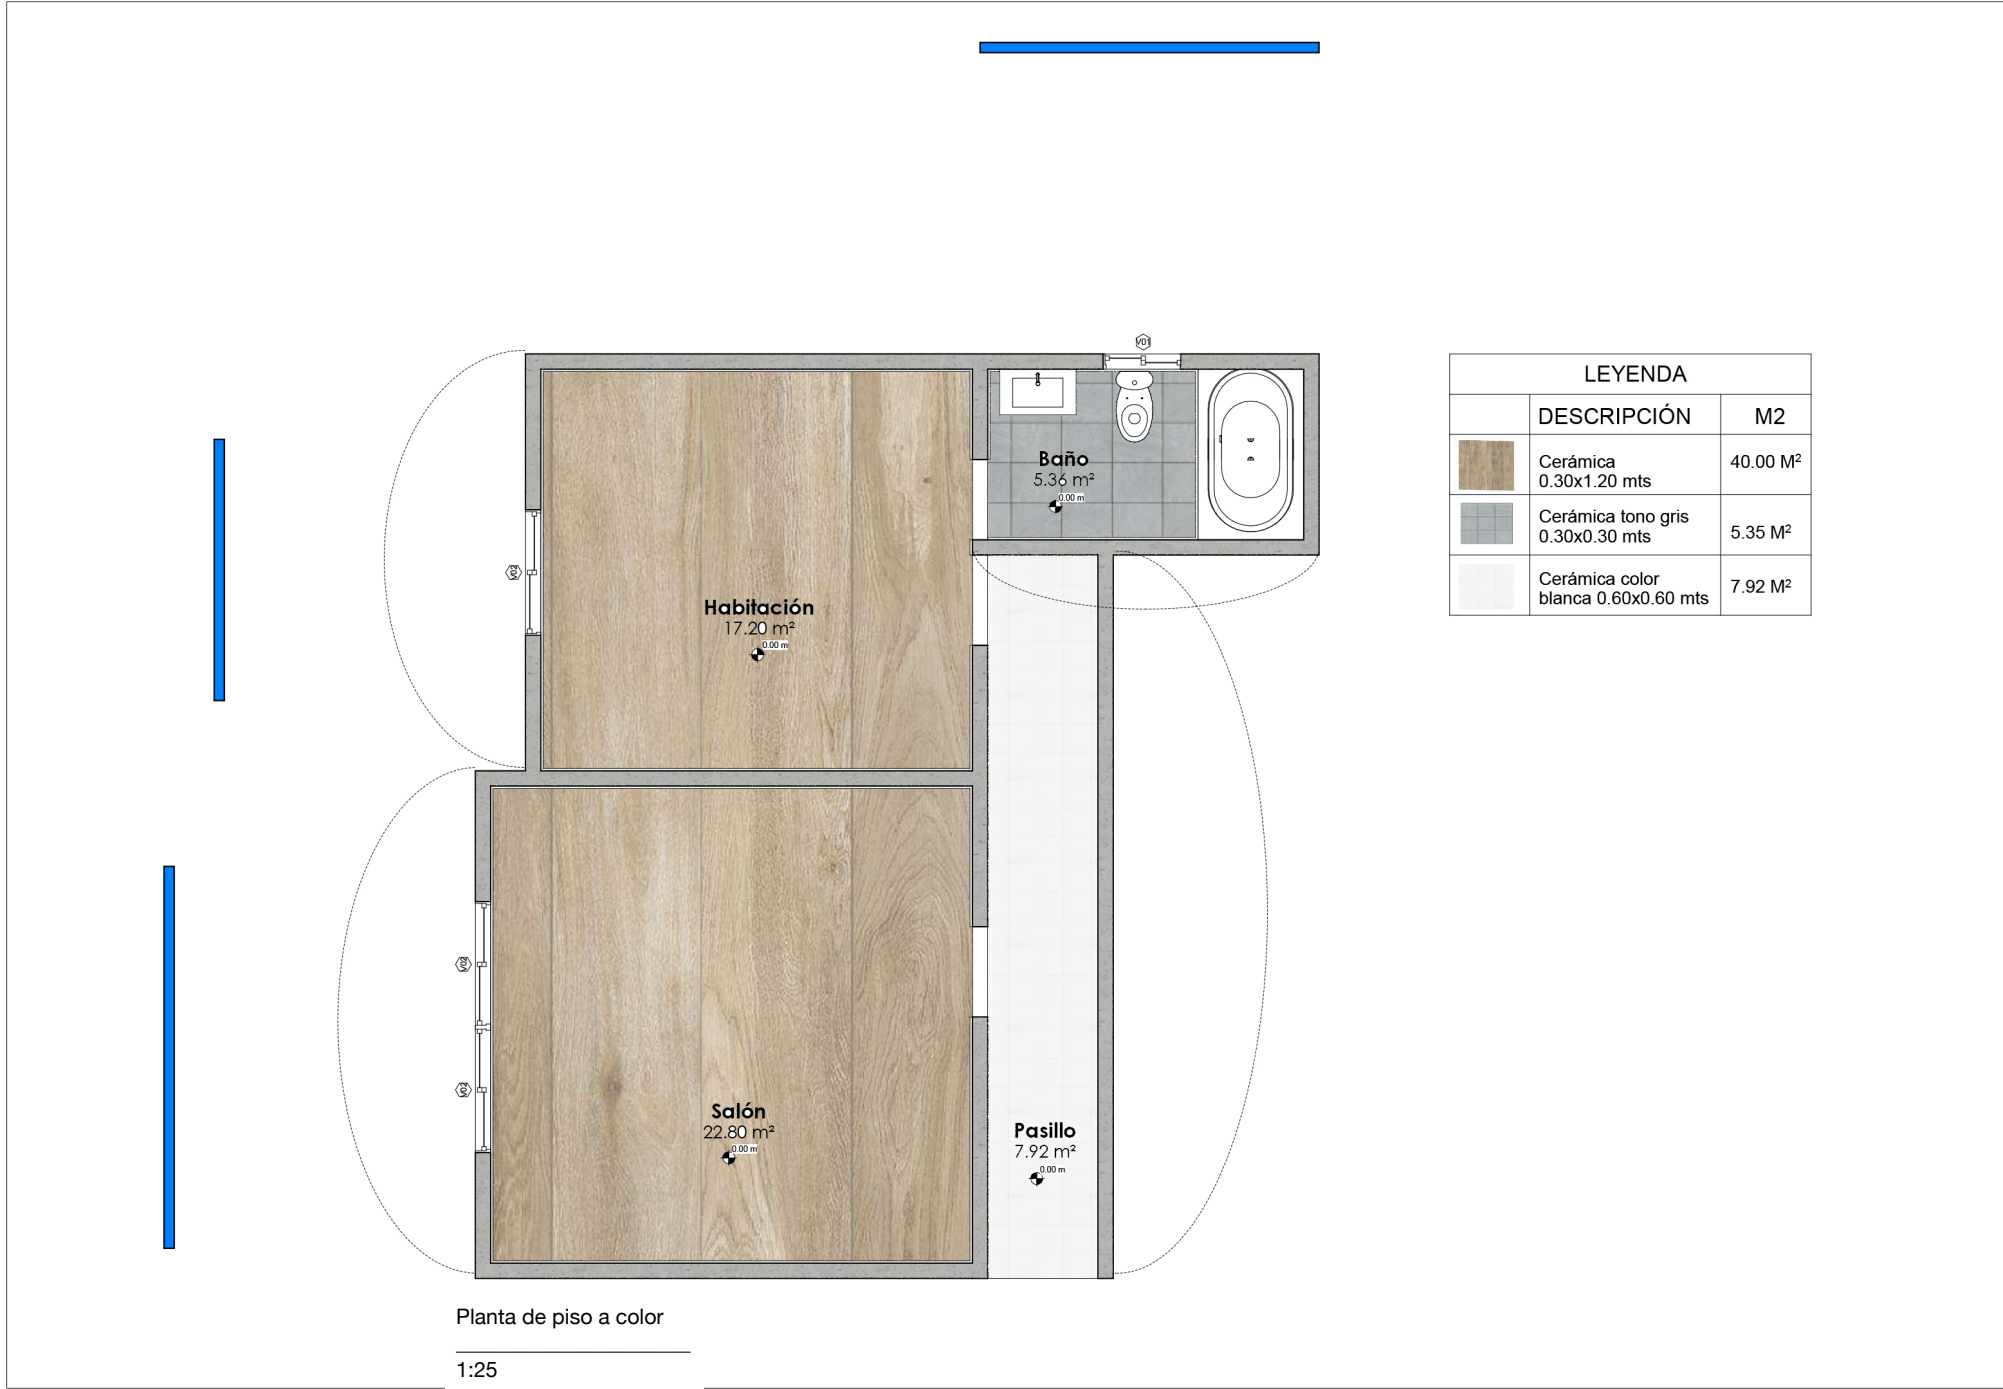 V01
LEYENDA
DESCRIPCIÓN M2
Cerámica 40.00 M²
0.30x1.20 mts
Cerámica tono gris
0.30x0.30 mts 5.35 M²
Cerámica color
blanca 0.60x0.60 mts 7.92 M²
Baño
5.36 m²
0.00 m
V02
Habitación
17.20 m²
0.00 m
V02
V02
Salón
22.80 m²
0.00 m
Pasillo
7.92 m²
0.00 m
Planta de piso a color
1:25